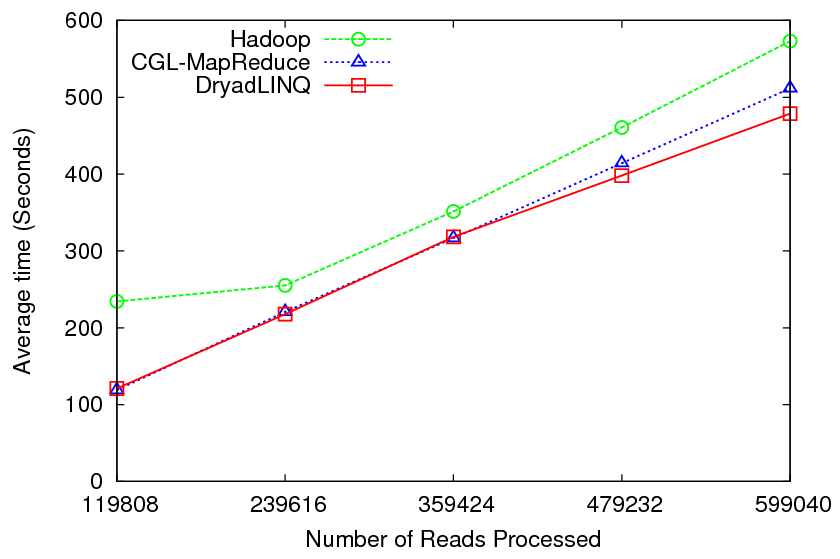 600
500
400
300
200
100
0
Average time (Seconds)
Hadoop
CGL-MapReduce
DryadLINQ
119808 239616 359424 479232 599040
Number of Reads Processed